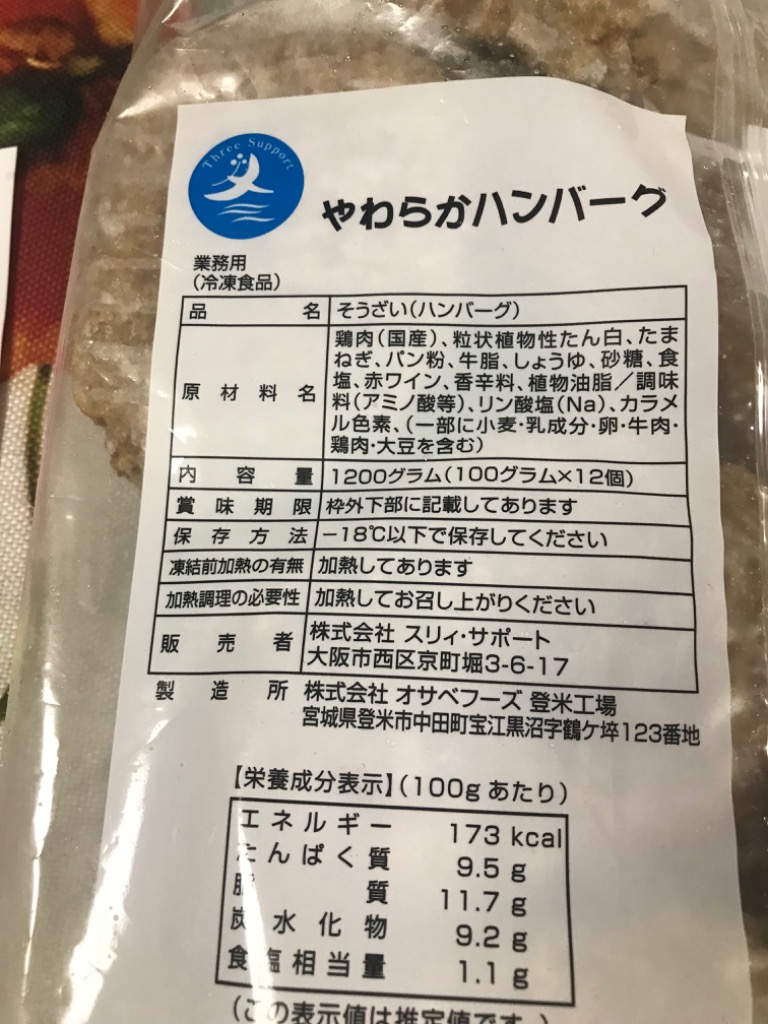 Three Support
やわらかハンバーグ
業務用
(冷凍食品)
品名 そうざい(ハンバーグ)
原材料名 鶏肉(国産)、粒状植物性たん白、たま
ねぎ、パン粉、牛脂、しょうゆ、砂糖、食
塩、赤ワイン、香辛料、植物油脂/調味
料(アミノ酸等)、リン酸塩(Na)、カラメ
ル色素、(一部に小麦・乳成分・卵・牛肉・
鶏肉・大豆を含む)
内容量 1200グラム(100グラム×12個)
賞味期限 枠外下部に記載してあります
保存方法 −18℃以下で保存してください
凍結前加熱の有無 加熱してあります
加熱調理の必要性 加熱してお召し上がりください
販売者 株式会社 スリィ・サポート
大阪市西区京町堀3-6-17
製造所 株式会社 オサベフーズ 登米工場
宮城県登米市中田町宝江黒沼字鶴ケ埣123番地
【栄養成分表示】(100gあたり)
エネルギー 173 kcal
たんぱく質 9.5 g
脂質 11.7 g
炭水化物 9.2 g
食塩相当量 1.1 g
(この表示値は推定値です。)